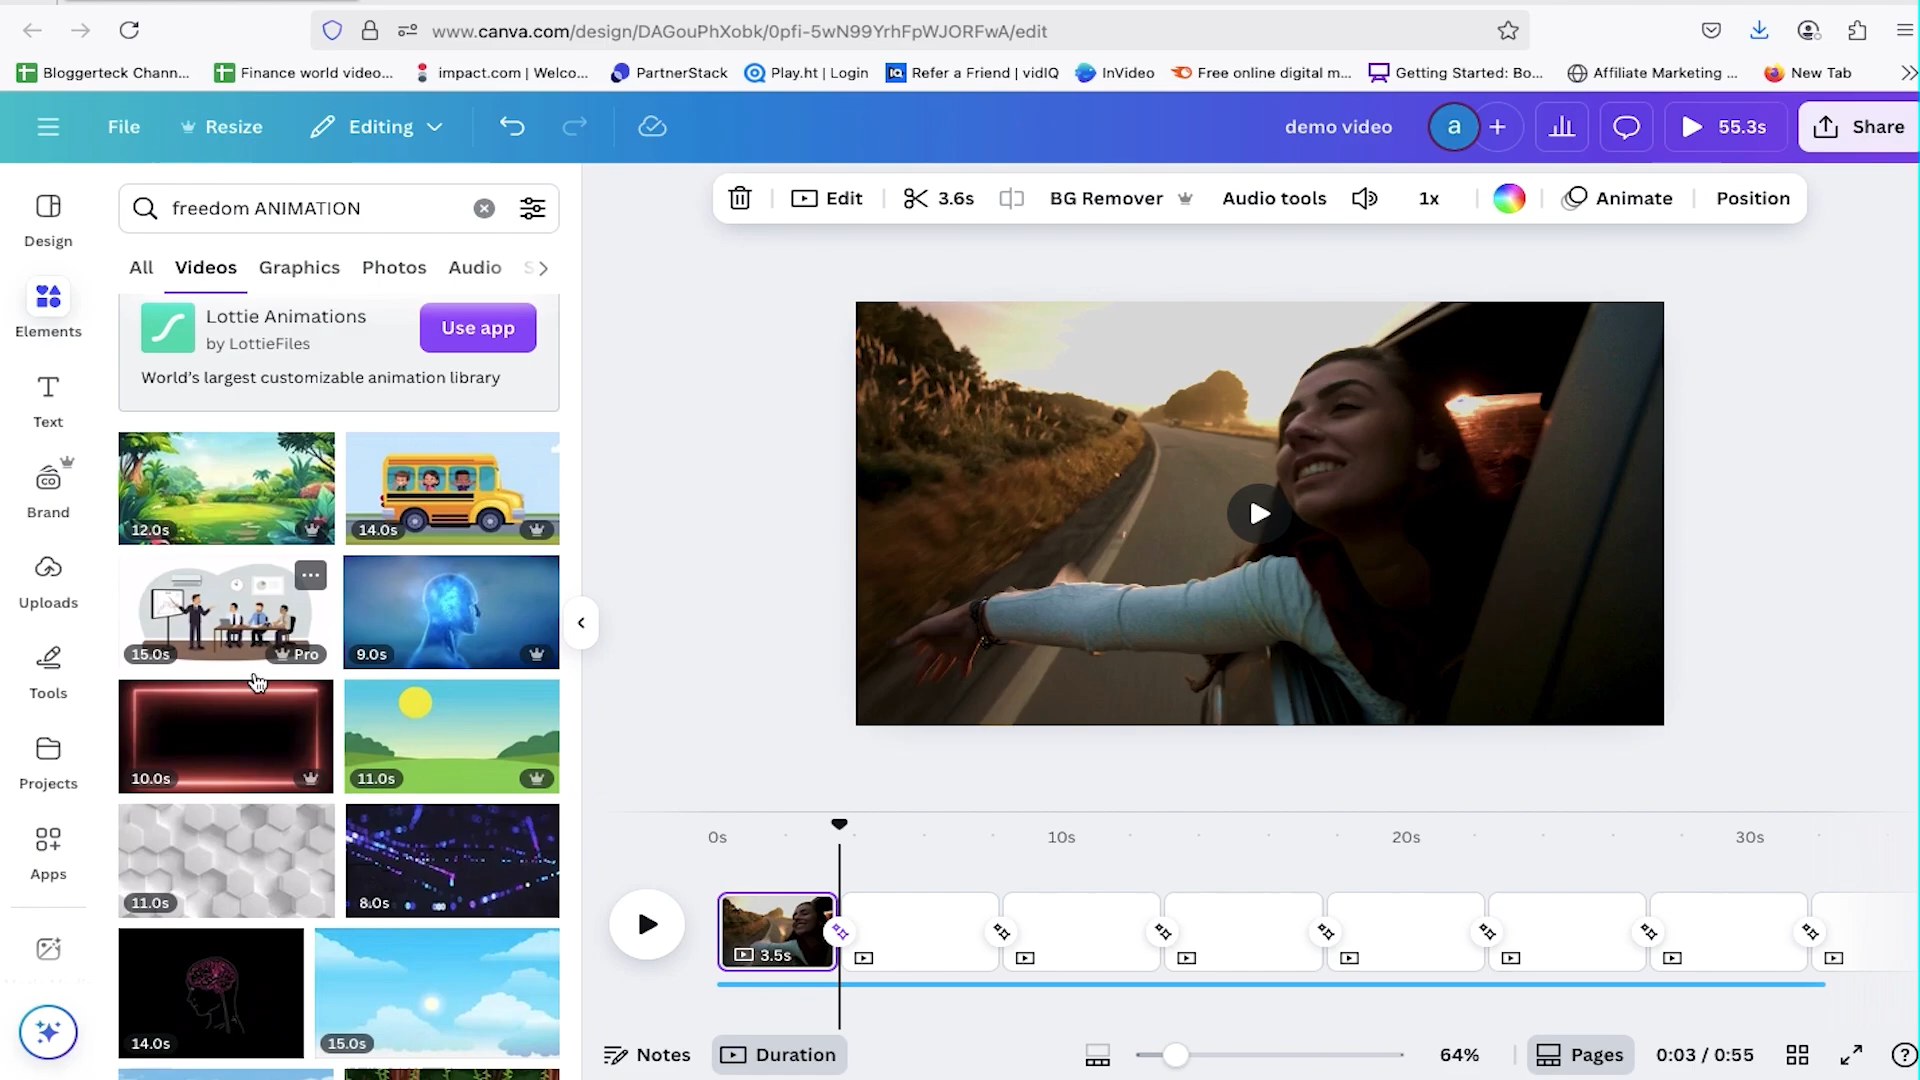 www.canva.com/design/DAGouPhXobk/0pfi-5wN99YrhFpWJORFwA/edit
Bloggerteck Chann...
Finance world video...
impact.com | Welco...
PartnerStack
Play.ht | Login
Refer a Friend | vidIQ
InVideo
Free online digital m...
Getting Started: Bo...
Affiliate Marketing ...
New Tab
File
Resize
Editing
demo video
a
55.3s
Share
Design
Elements
Text
Brand
Uploads
Tools
Projects
Apps
freedom ANIMATION
All Videos Graphics Photos Audio S
Lottie Animations
by LottieFiles
Use app
World's largest customizable animation library
12.0s
14.0s
15.0s
Pro
9.0s
10.0s
11.0s
11.0s
8.0s
14.0s
15.0s
Edit
3.6s
BG Remover
Audio tools
1x
Animate
Position
0s 10s 20s 30s
3.5s
Notes
Duration
64%
Pages
0:03 / 0:55